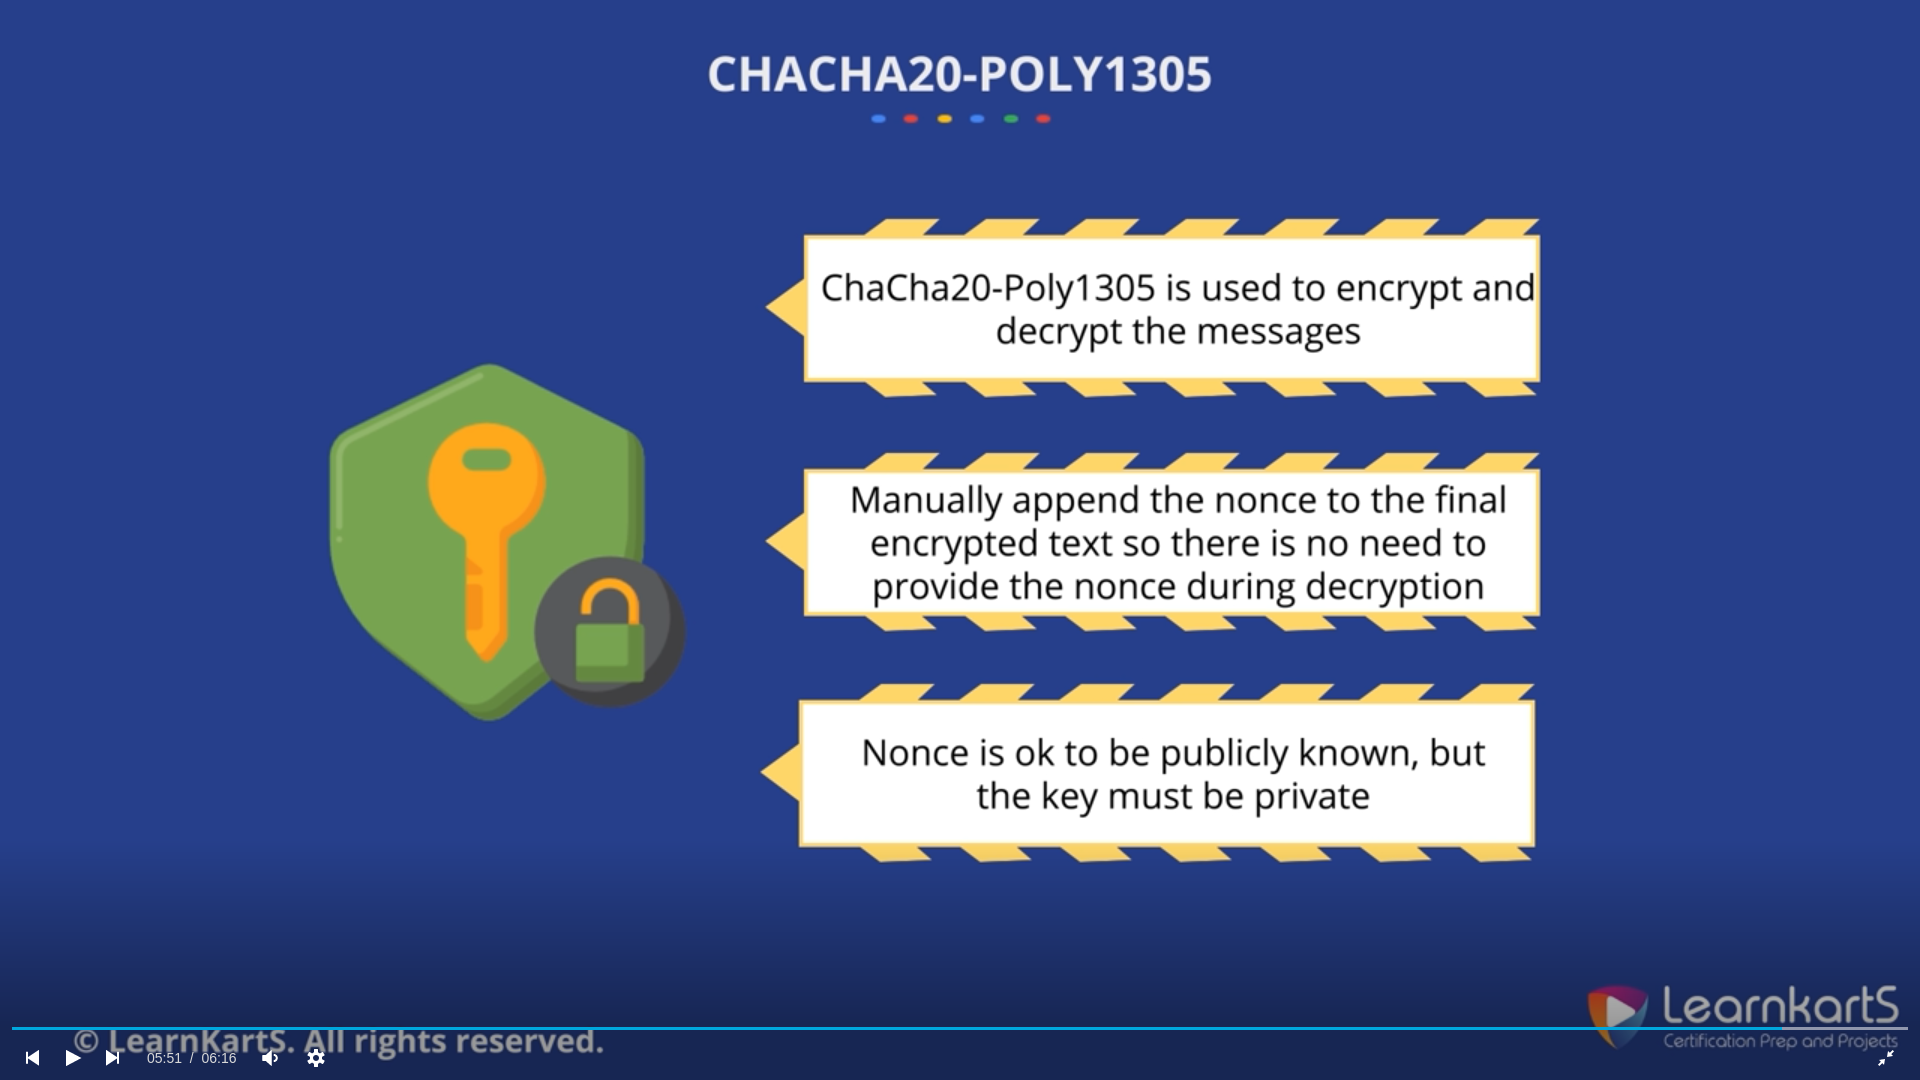 CHACHA20-POLY1305
ChaCha20-Poly1305 is used to encrypt and
decrypt the messages
Manually append the nonce to the final
encrypted text so there is no need to
provide the nonce during decryption
Nonce is ok to be publicly known, but
the key must be private
LearnkartS
Certification Prep and Projects
© LearnKartS. All rights reserved.
05:51 / 06:16